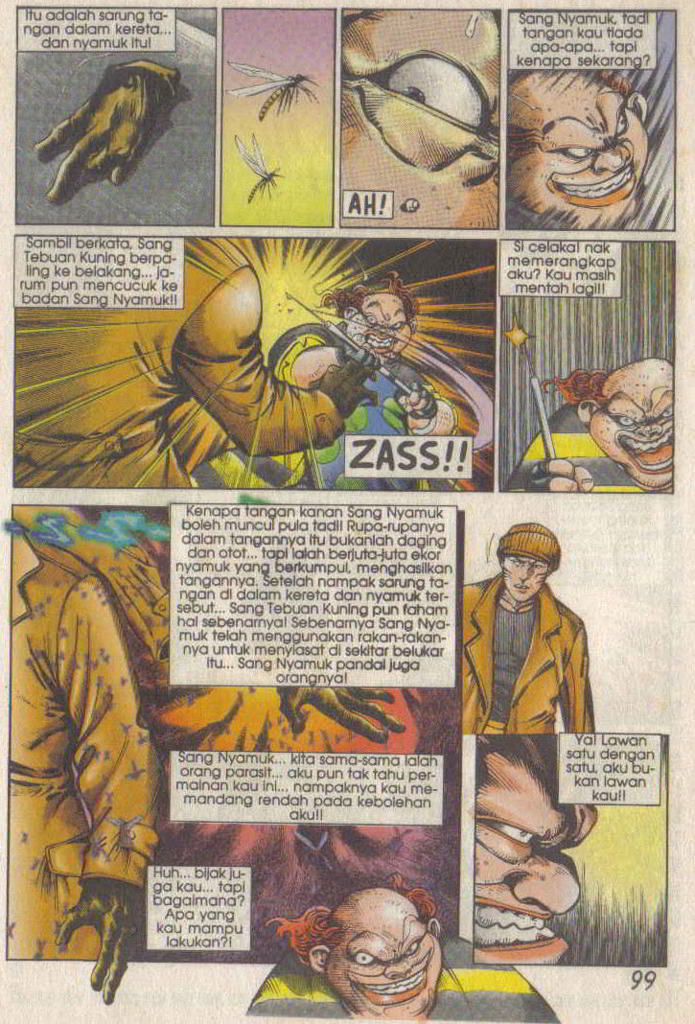 Itu adalah sarung ta-
ngan dalam kereta...
dan nyamuk itu!
AH!
Sang Nyamuk, tadi
tangan kau tiada
apa-apa... tapi
kenapa sekarang?
Sambil berkata, Sang
Tebuan Kuning berpa-
ling ke belakang... ja-
rum pun mencucuk ke
badan Sang Nyamuk!!
ZASS!!
Si celaka! nak
memerangkap
aku? Kau masih
mentah lagi!!
Kenapa tangan kanan Sang Nyamuk
boleh muncul pula tadi! Rupa-rupanya
dalam tangannya itu bukanlah daging
dan otot... tapi ialah berjuta-juta ekor
nyamuk yang berkumpul, menghasilkan
tangannya. Setelah nampak sarung ta-
ngan di dalam kereta dan nyamuk ter-
sebut... Sang Tebuan Kuning pun faham
hal sebenarnya! Sebenarnya Sang Nya-
muk telah menggunakan rakan-rakan-
nya untuk menyiasat di sekitar belukar
itu... Sang Nyamuk pandai juga
orangnya!
Sang Nyamuk... kita sama-sama ialah
orang parasit... aku pun tak tahu per-
mainan kau ini... nampaknya kau me-
mandang rendah pada kebolehan
aku!!
Huh... bijak ju-
ga kau... tapi
bagaimana?
Apa yang
kau mampu
lakukan?!
Ya! Lawan
satu dengan
satu, aku bu-
kan lawan
kau!!
99